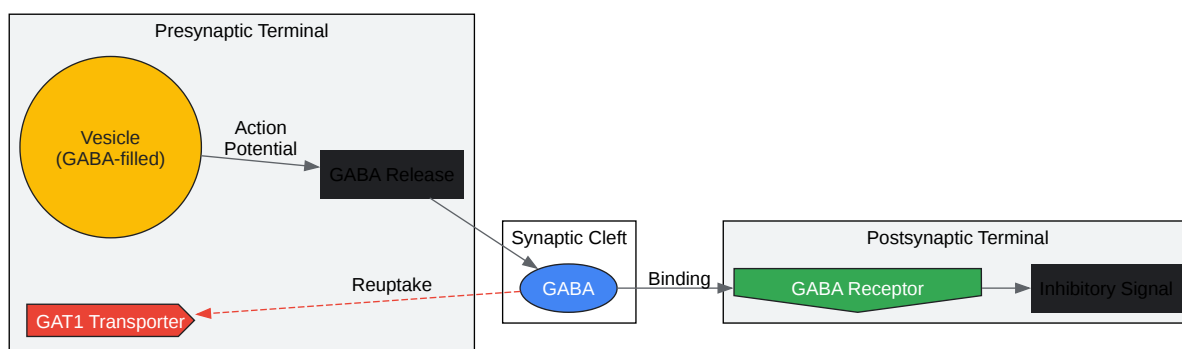 Presynaptic Terminal
Vesicle
(GABA-filled)
Action
Potential
GABA Release
Synaptic Cleft
GABA
Reuptake
GAT1 Transporter
Binding
Postsynaptic Terminal
GABA Receptor
Inhibitory Signal